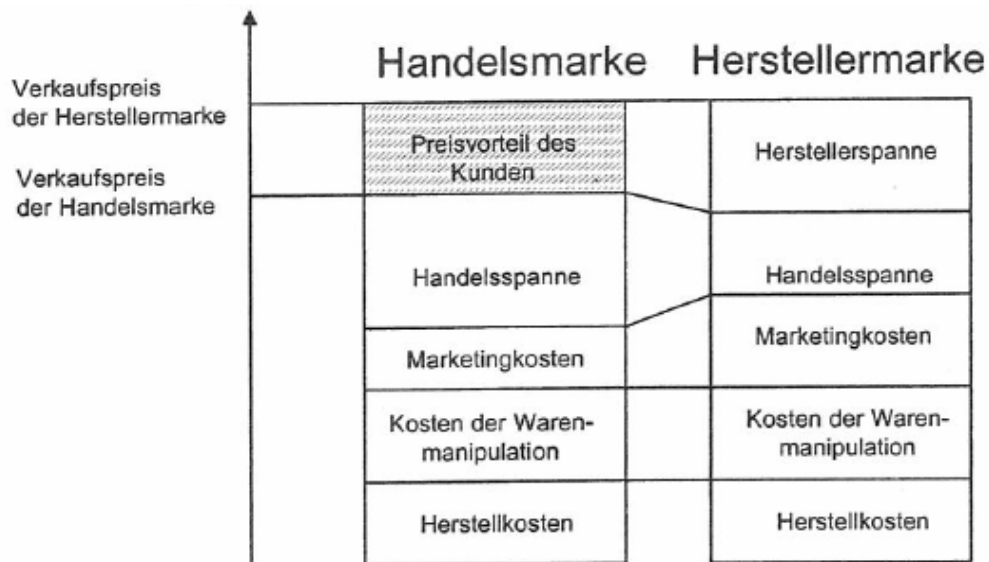 Handelsmarke Herstellermarke
Verkaufspreis
der Herstellermarke
Verkaufspreis
der Handelsmarke
Preisvorteil des
Kunden
Handelsspanne
Marketingkosten
Kosten der Waren-
manipulation
Herstellkosten
Herstellerspanne
Handelsspanne
Marketingkosten
Kosten der Waren-
manipulation
Herstellkosten